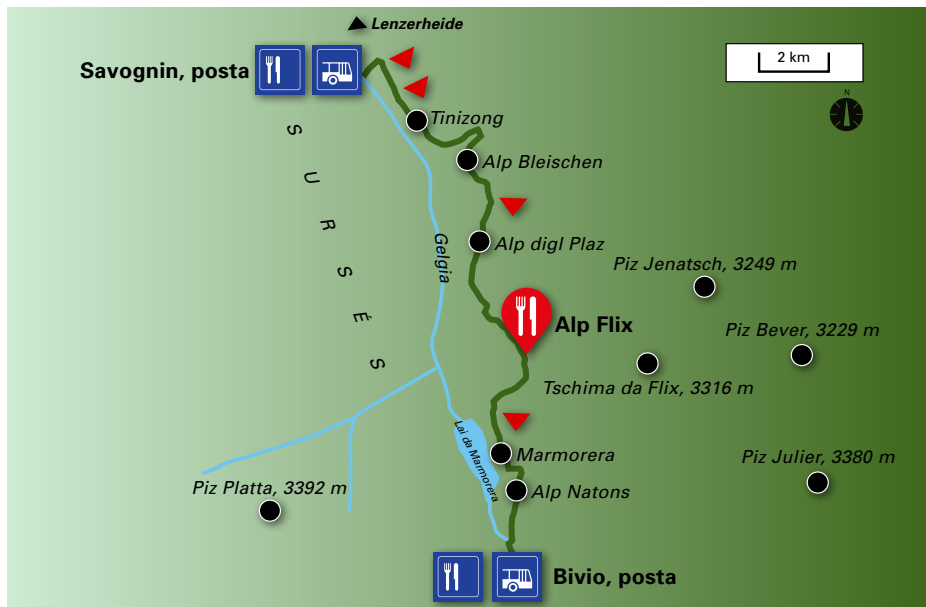 Lenzerheide
Savognin, posta
2 km
N
Tinizong
SURSÉS
Alp Bleischen
Gelgia
Alp digl Plaz
Piz Jenatsch, 3249 m
Alp Flix
Piz Bever, 3229 m
Tschima da Flix, 3316 m
Lai da Marmorera
Marmorera
Piz Julier, 3380 m
Piz Platta, 3392 m
Alp Natons
Bivio, posta